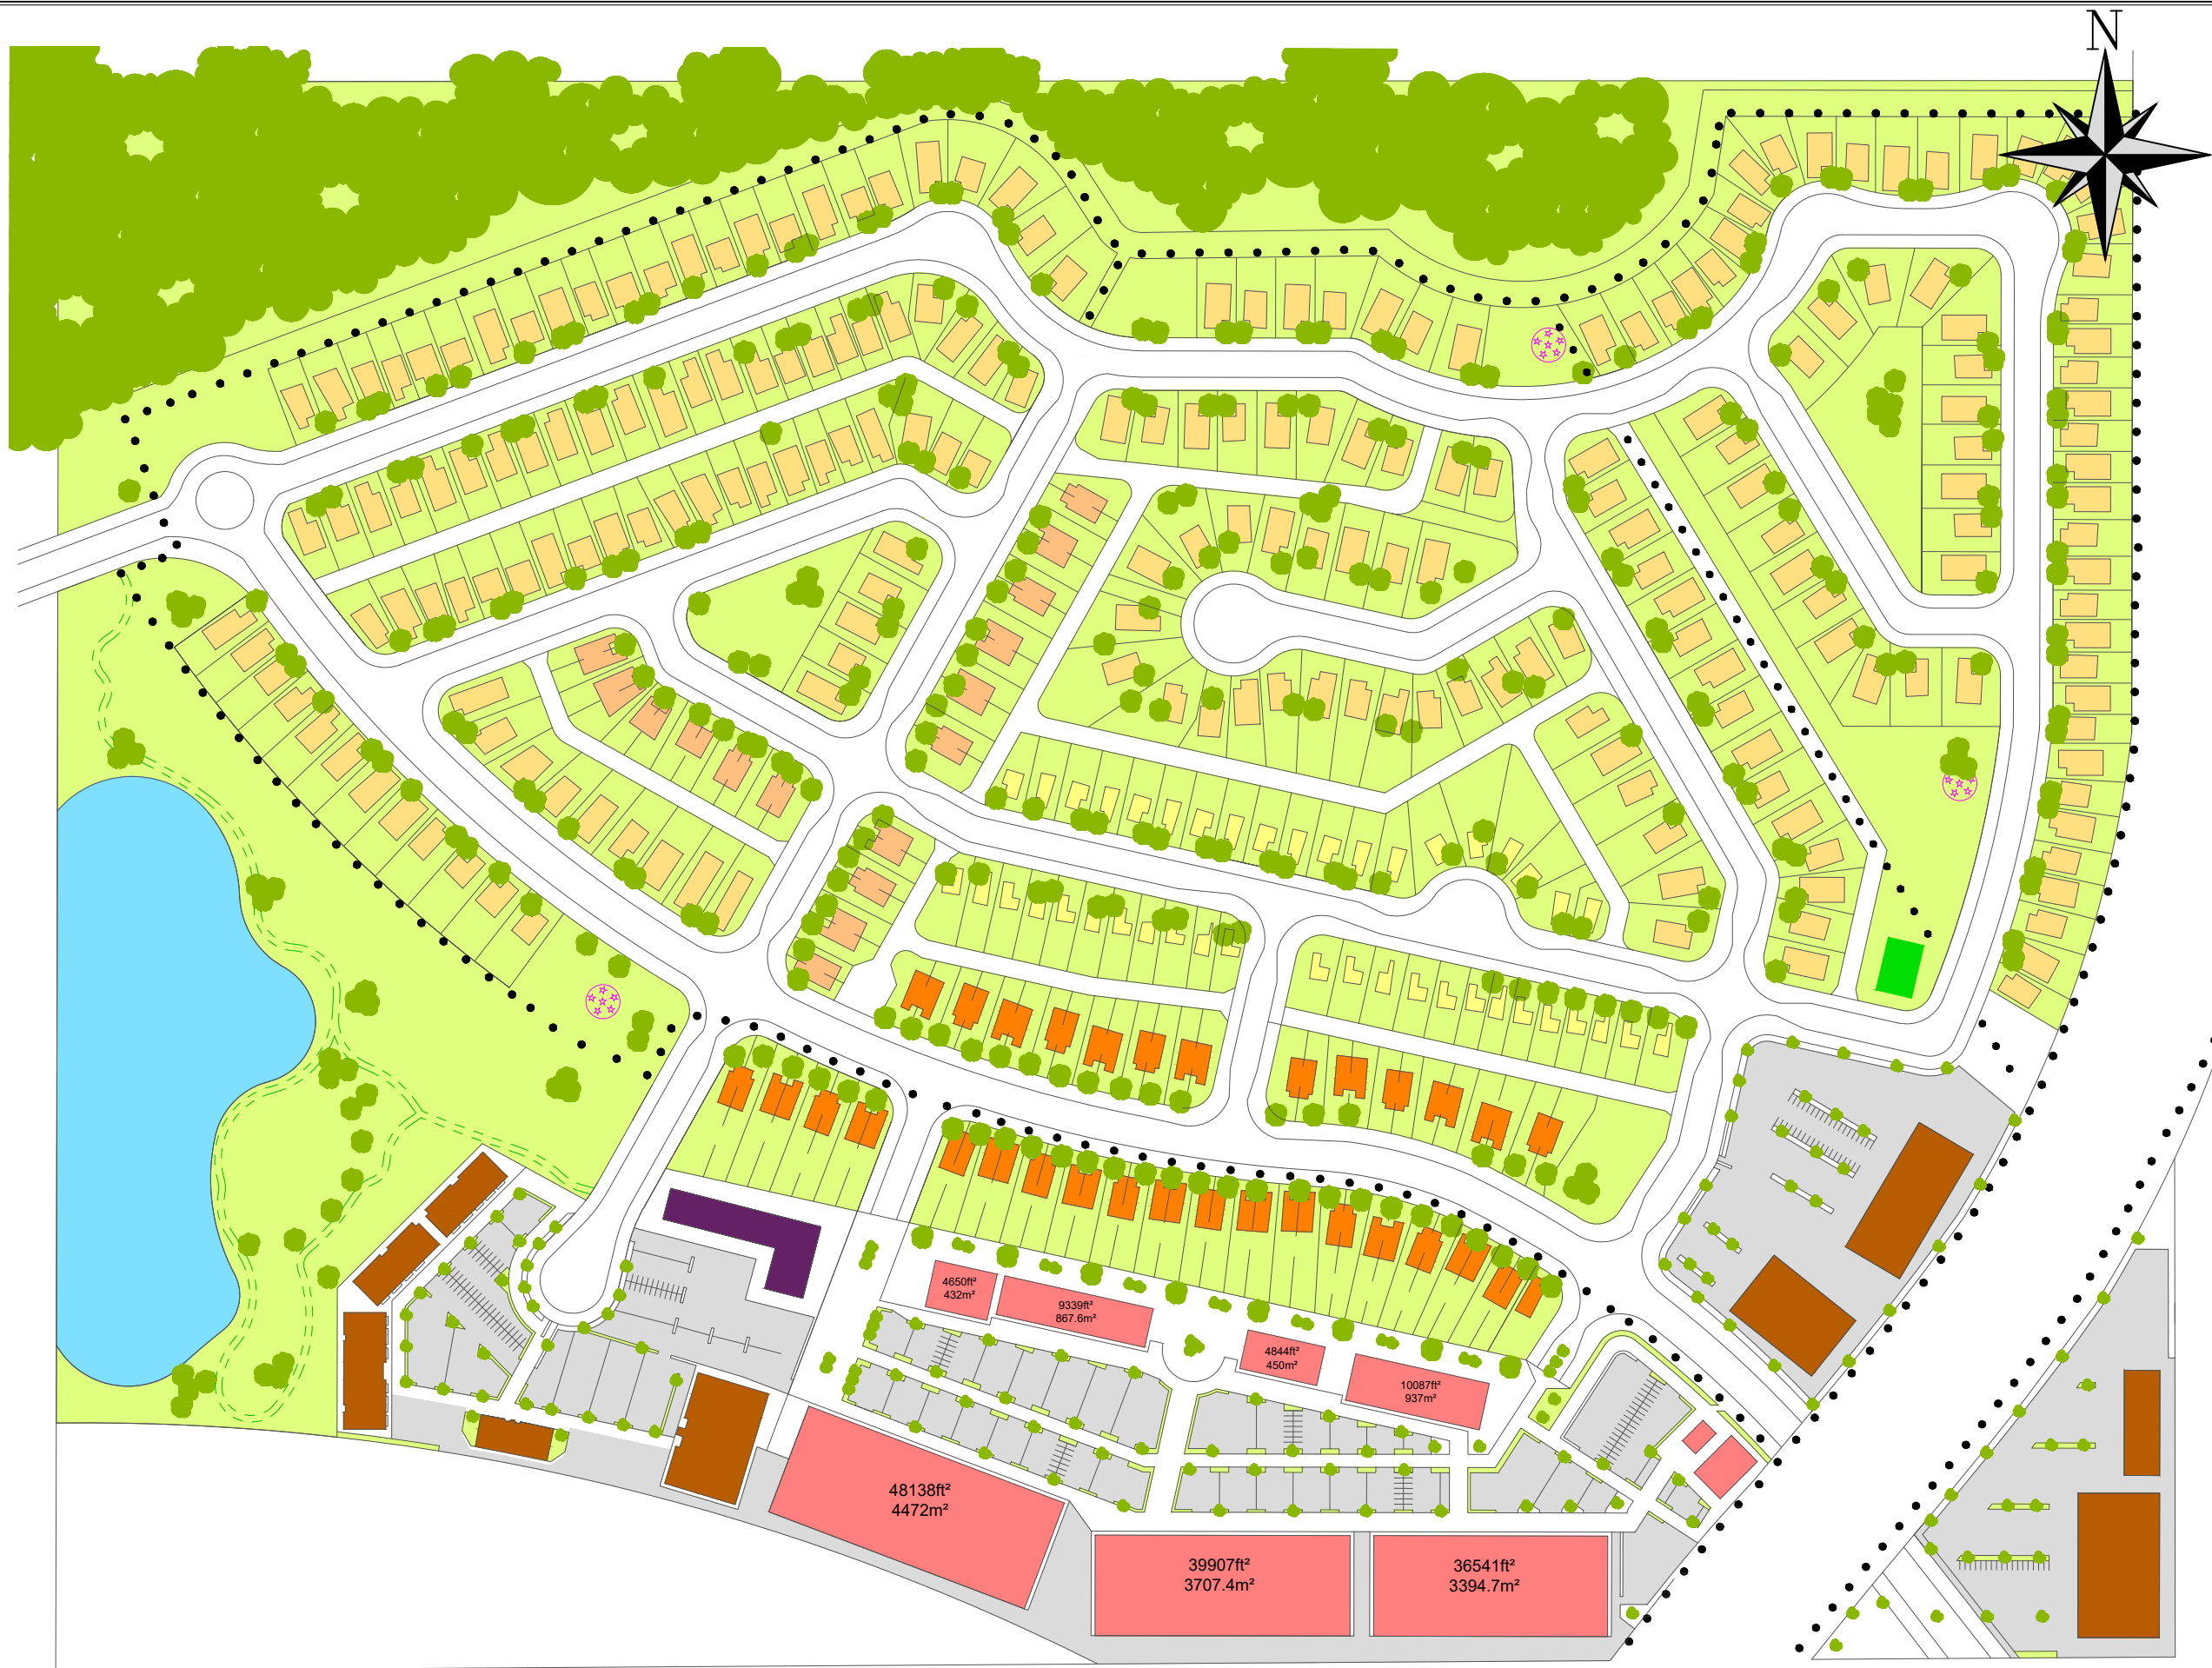 N
4650ft²
432m²
9339ft²
867.6m²
4844ft²
450m²
10087ft²
937m²
48138ft²
4472m²
39907ft²
3707.4m²
36541ft²
3394.7m²